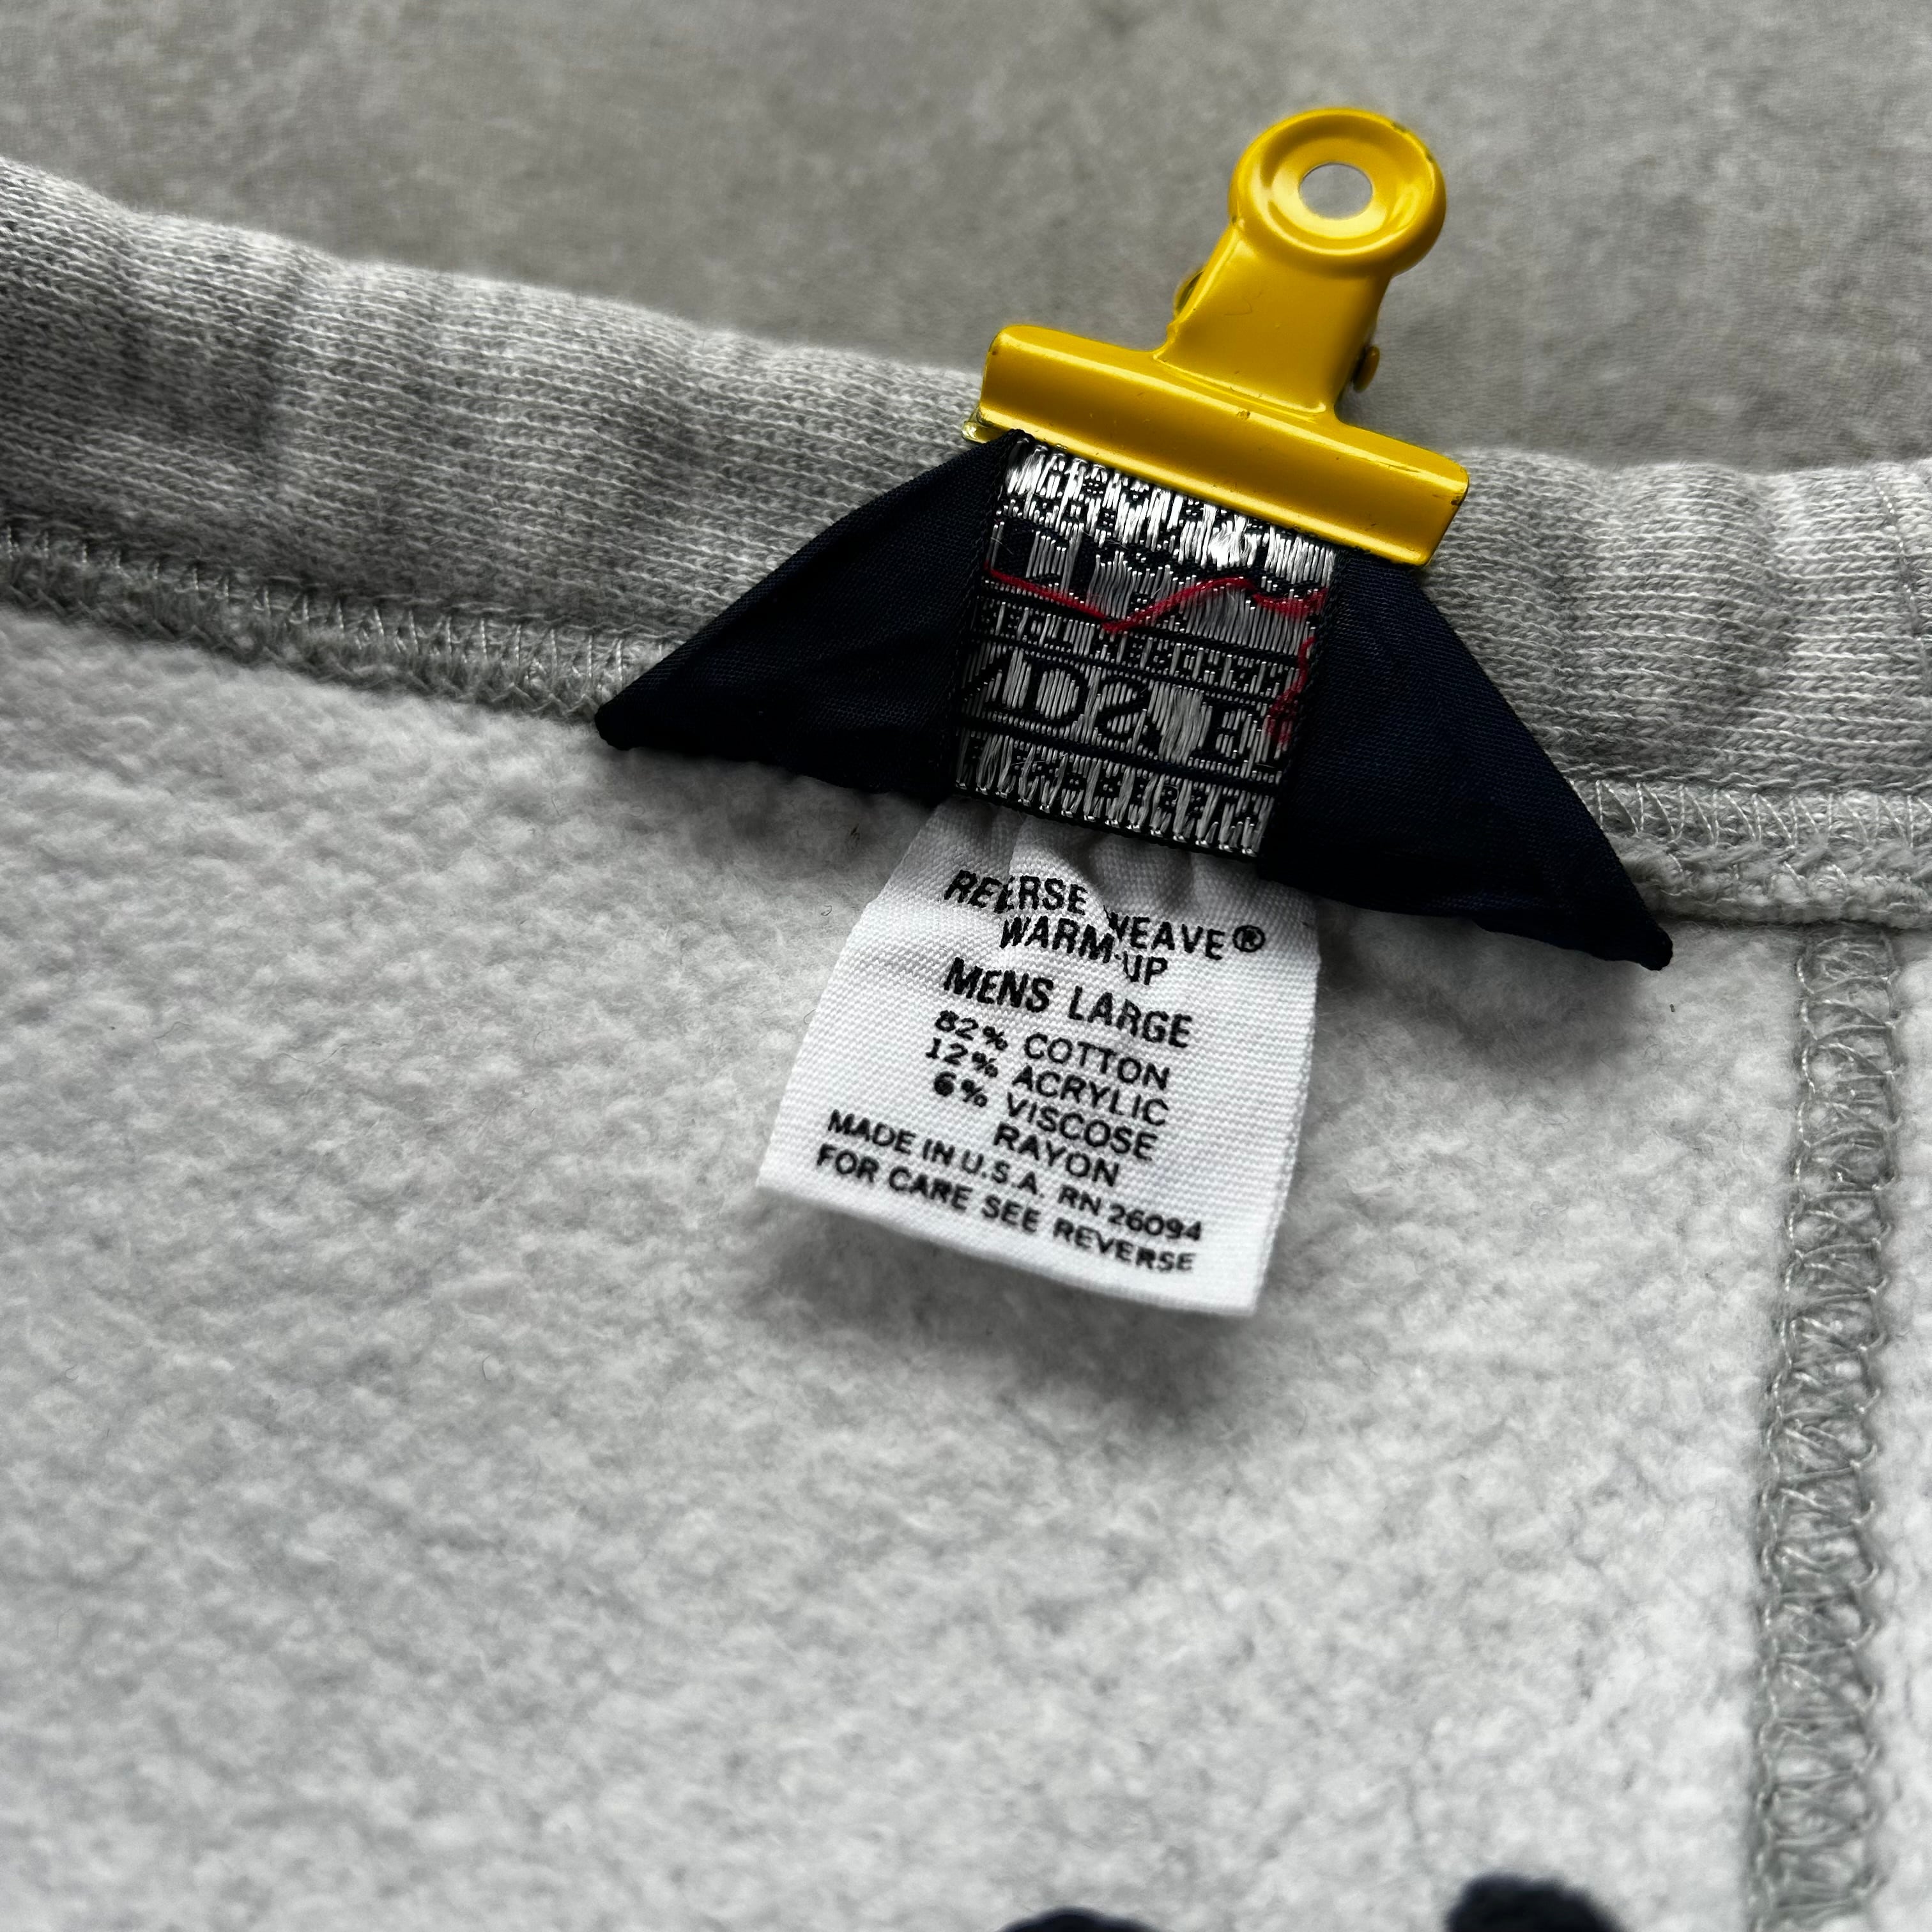 REVERSE WEAVE®
WARM-UP
MENS LARGE
82% COTTON
12% ACRYLIC
6% VISCOSE
RAYON
MADE IN U.S.A. RN 26094
FOR CARE SEE REVERSE